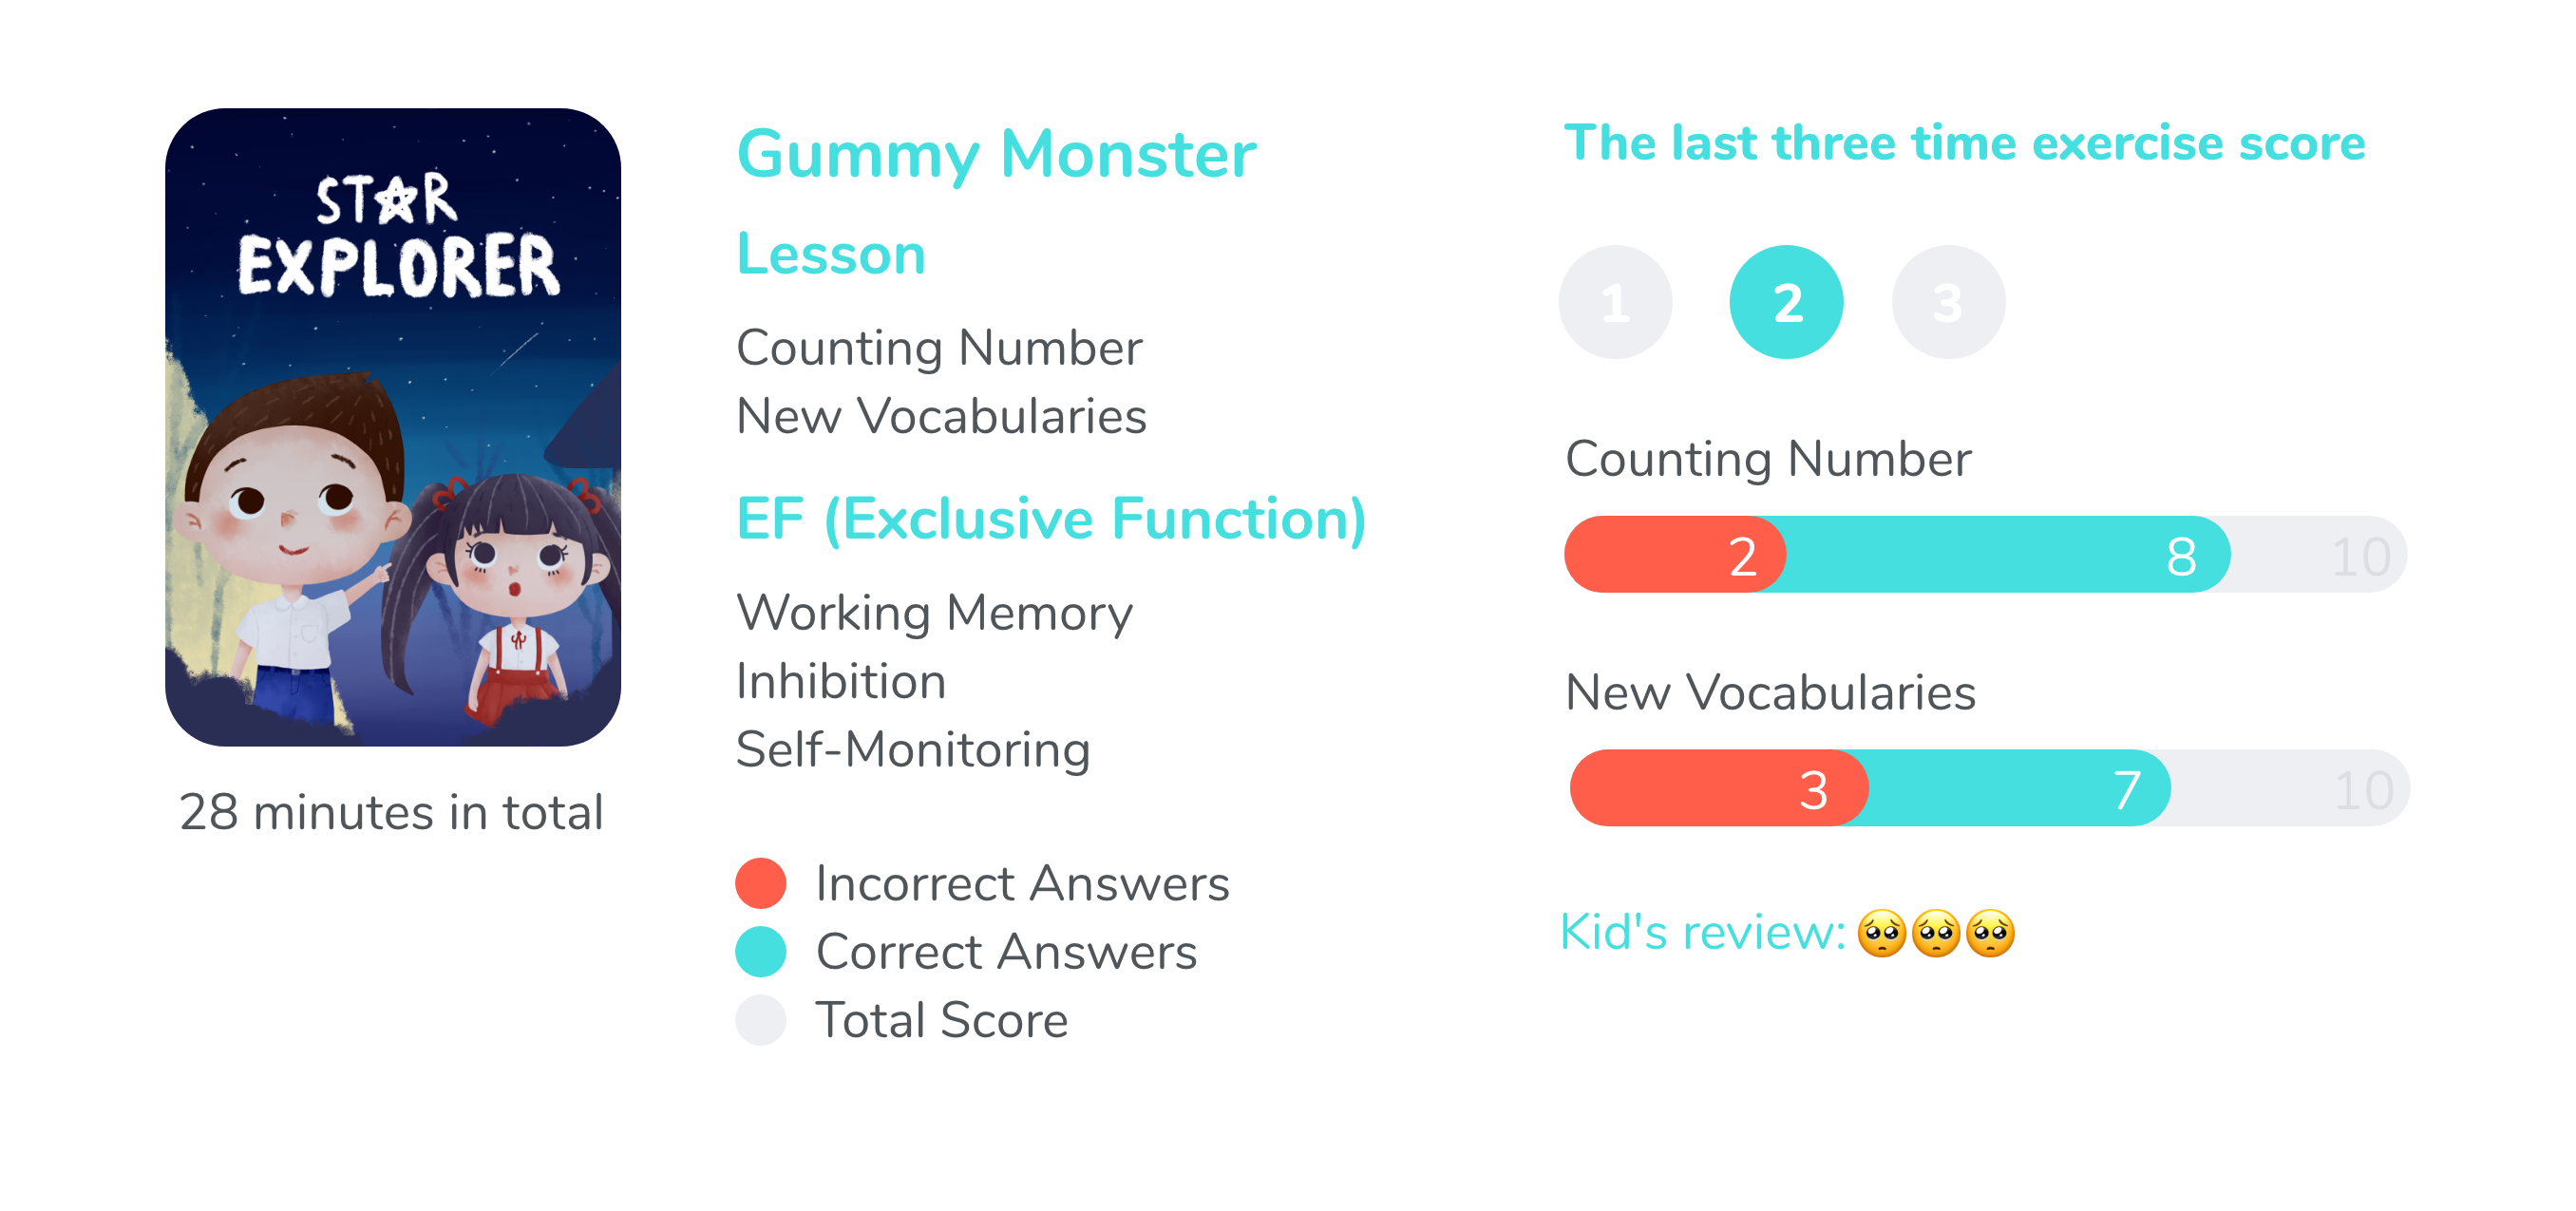 STAR
EXPLORER
28 minutes in total
Gummy Monster
Lesson
Counting Number
New Vocabularies
EF (Exclusive Function)
Working Memory
Inhibition
Self-Monitoring
Incorrect Answers
Correct Answers
Total Score
The last three time exercise score
1 2 3
Counting Number
2 8 10
New Vocabularies
3 7 10
Kid's review: 🥺🥺🥺